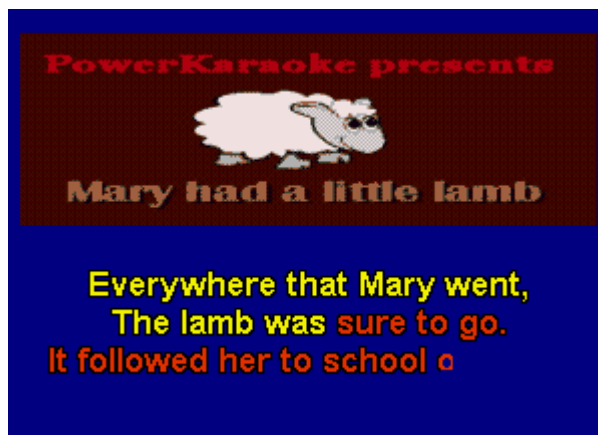 PowerKaraoke presents
Mary had a little lamb
Everywhere that Mary went,
The lamb was sure to go.
It followed her to school o